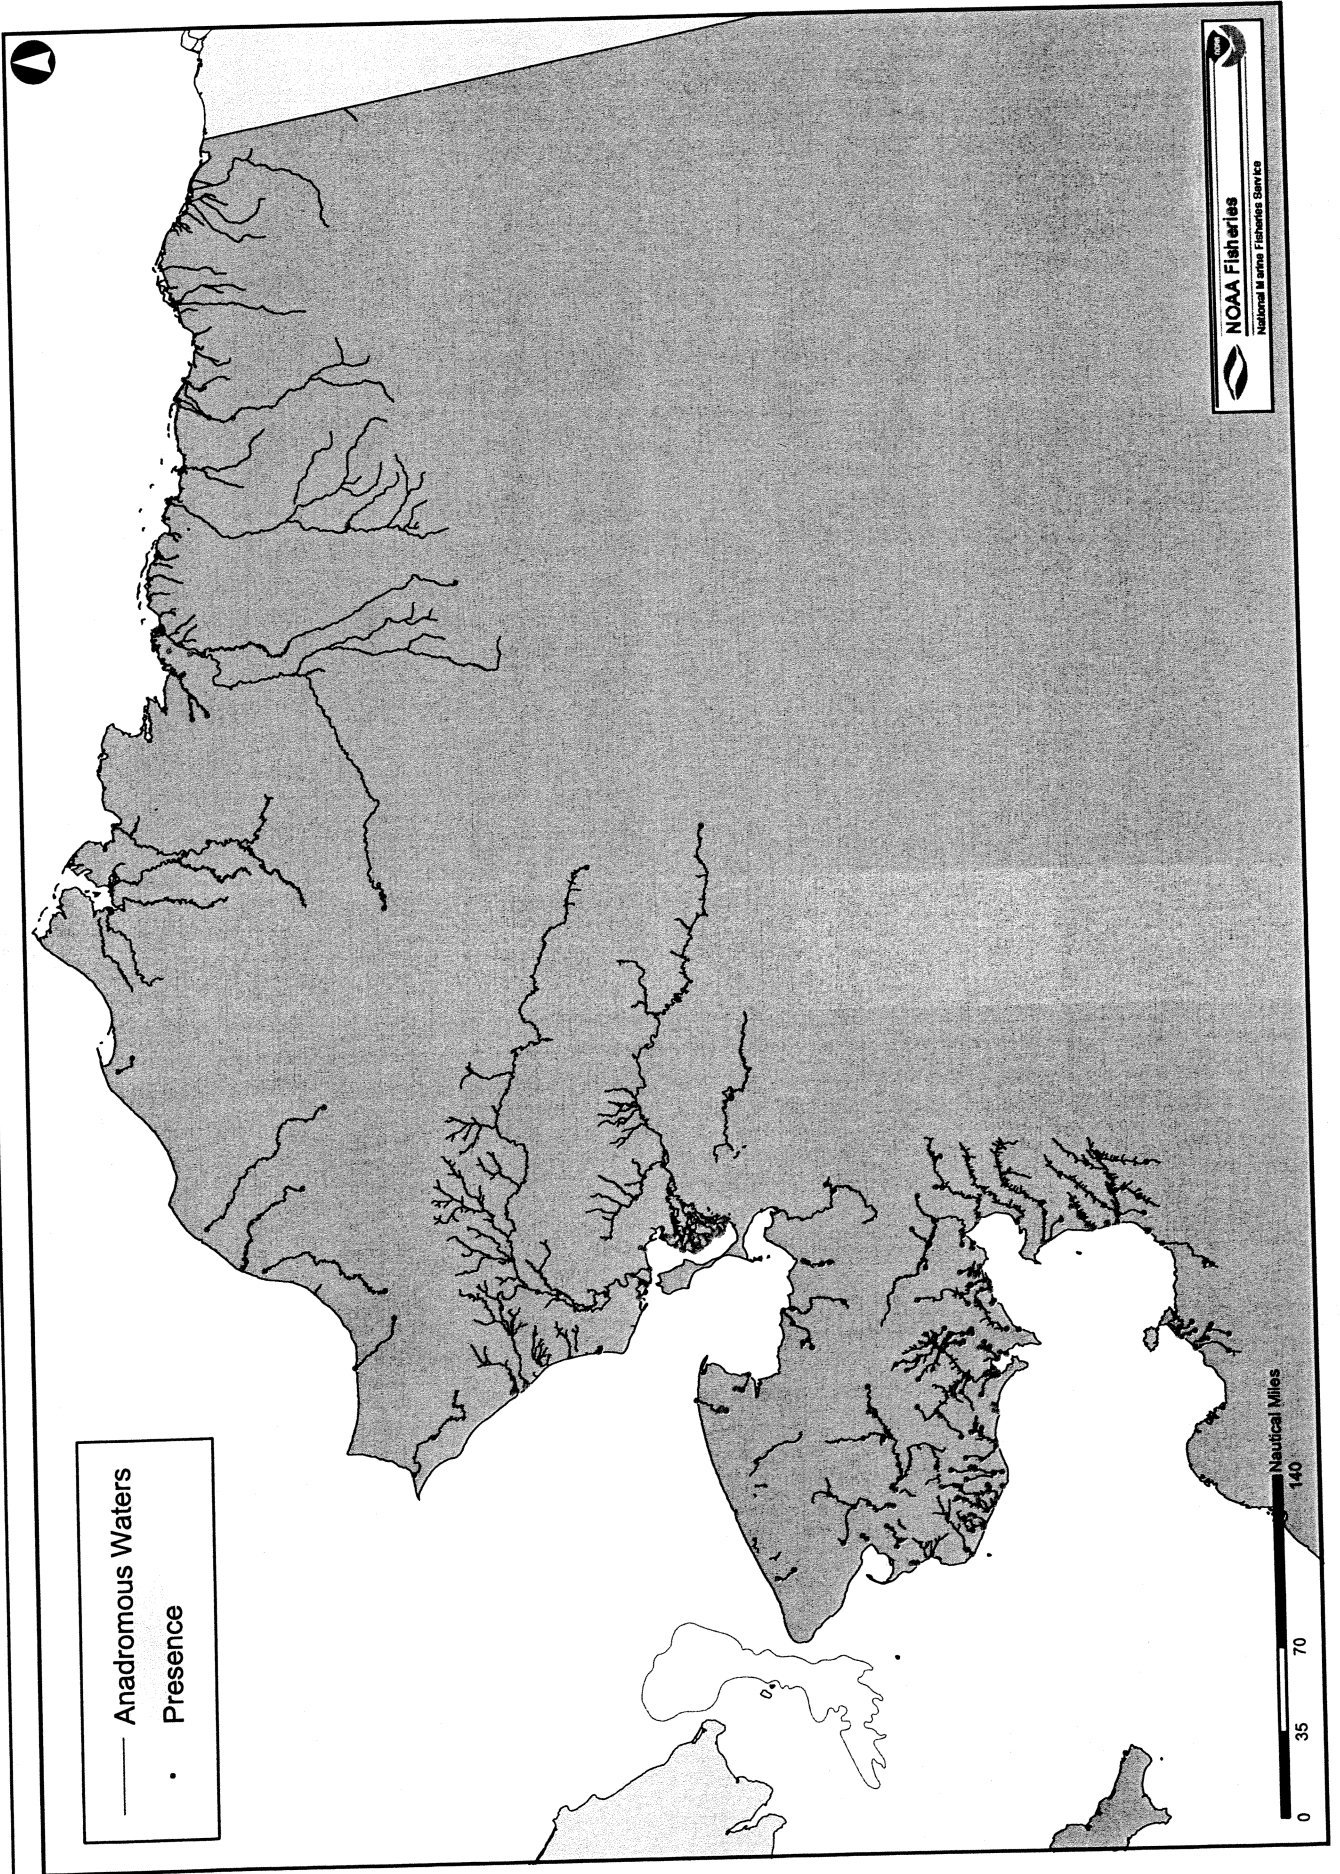 Anadromous Waters
Presence
NOAA Fisheries
National Marine Fisheries Service
0 35 70 140
Nautical Miles